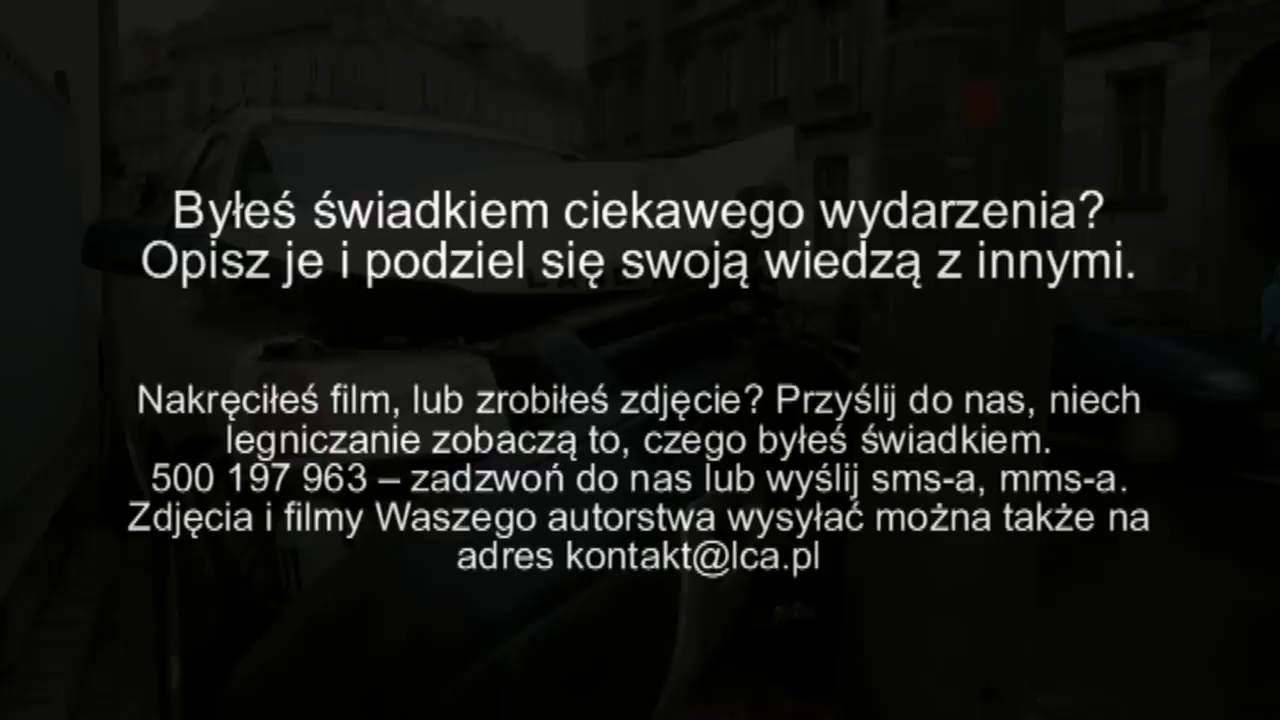 Byłeś świadkiem ciekawego wydarzenia?
Opisz je i podziel się swoją wiedzą z innymi.
Nakręciłeś film, lub zrobiłeś zdjęcie? Przyślij do nas, niech
legniczanie zobaczą to, czego byłeś świadkiem.
500 197 963 – zadzwoń do nas lub wyślij sms-a, mms-a.
Zdjęcia i filmy Waszego autorstwa wysyłać można także na
adres kontakt@lca.pl